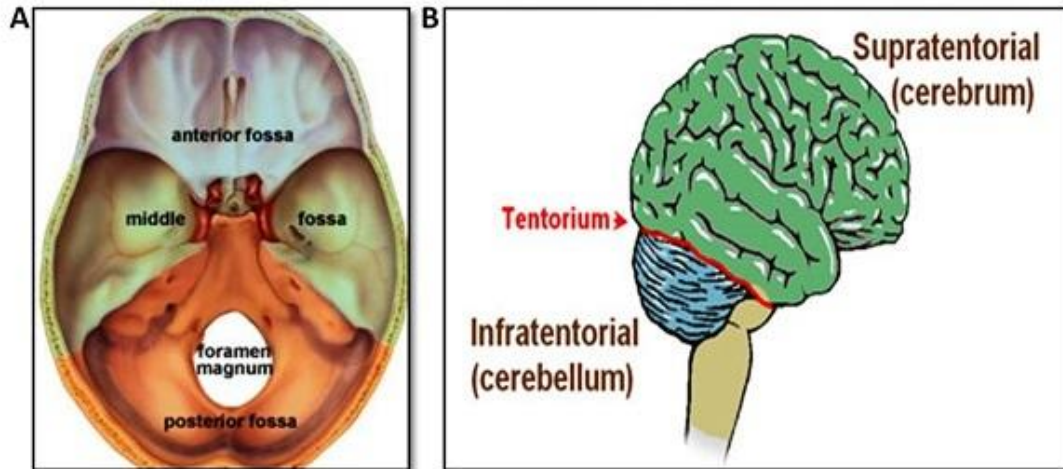 A
anterior fossa
middle
fossa
foramen
magnum
posterior fossa
B
Supratentorial
(cerebrum)
Tentorium
Infratentorial
(cerebellum)